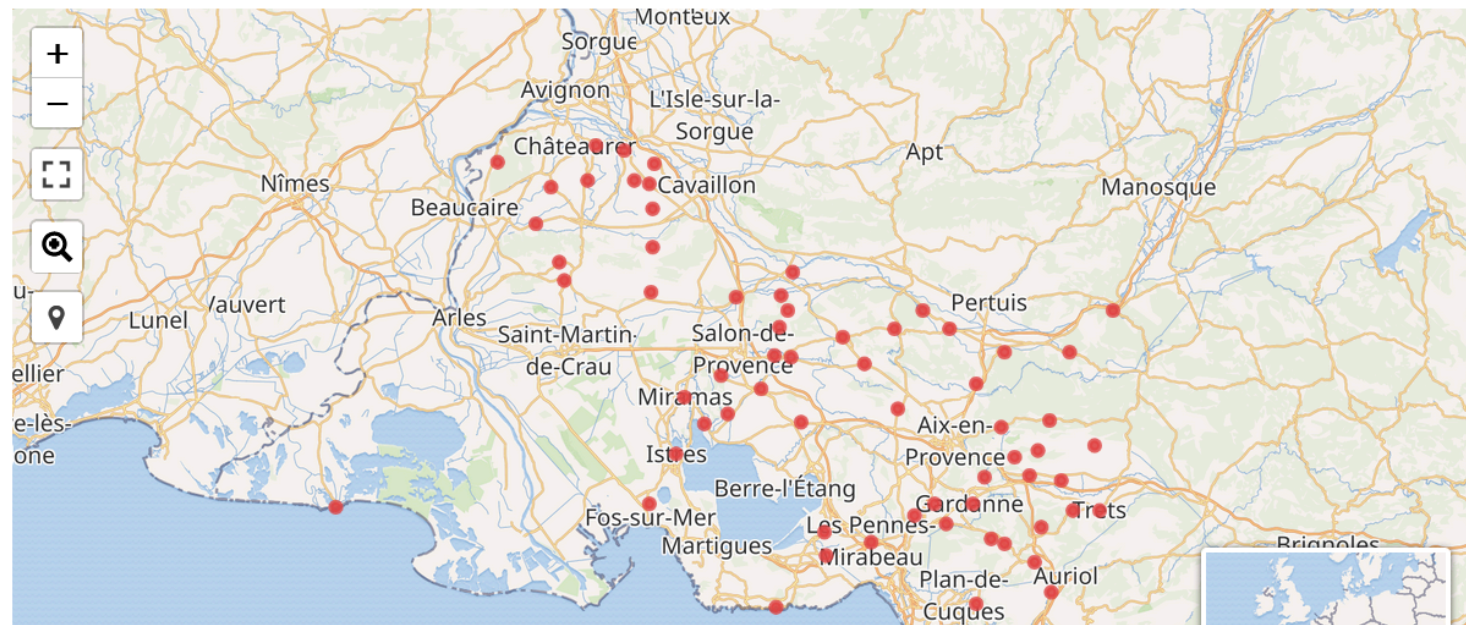 Monteux
Sorgue
+
Avignon
L'Isle-sur-la-
Sorgue
−
Châteaurer
Apt
Nîmes
Cavaillon
Manosque
Beaucaire
Pertuis
Vauvert
Lunel
Arles
Saint-Martin-
de-Crau
Salon-de-
Provence
ellier
Miramas
e-lès-
one
Aix-en-
Provence
Istres
Berre-l'Étang
Gardanne
Trets
Fos-sur-Mer
Les Pennes-
Mirabeau
Martigues
Brignoles
Plan-de-
Cuques
Auriol